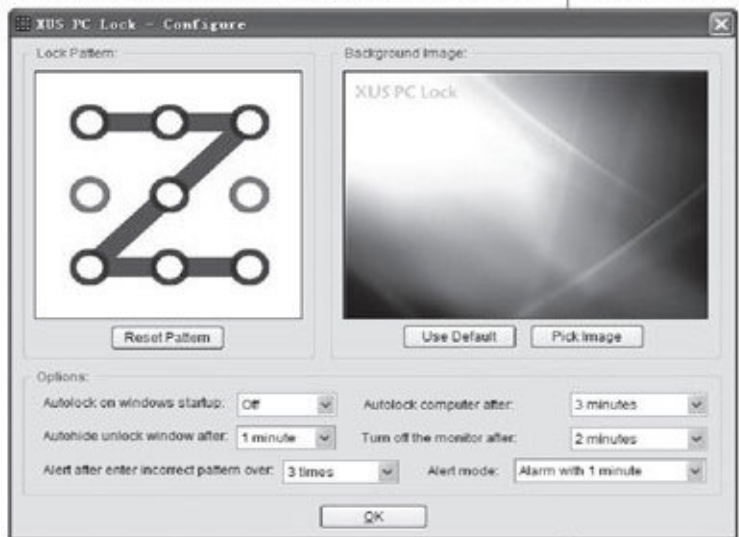 XUS PC Lock - Configure
Lock Pattern:
Background Image:
XUS PC Lock
Reset Pattern
Use Default
Pick Image
Options:
Autolock on windows startup: Off
Autolock computer after: 3 minutes
Autohide unlock window after: 1 minute
Turn off the monitor after: 2 minutes
Alert after enter incorrect pattern over: 3 times
Alert mode: Alarm with 1 minute
OK